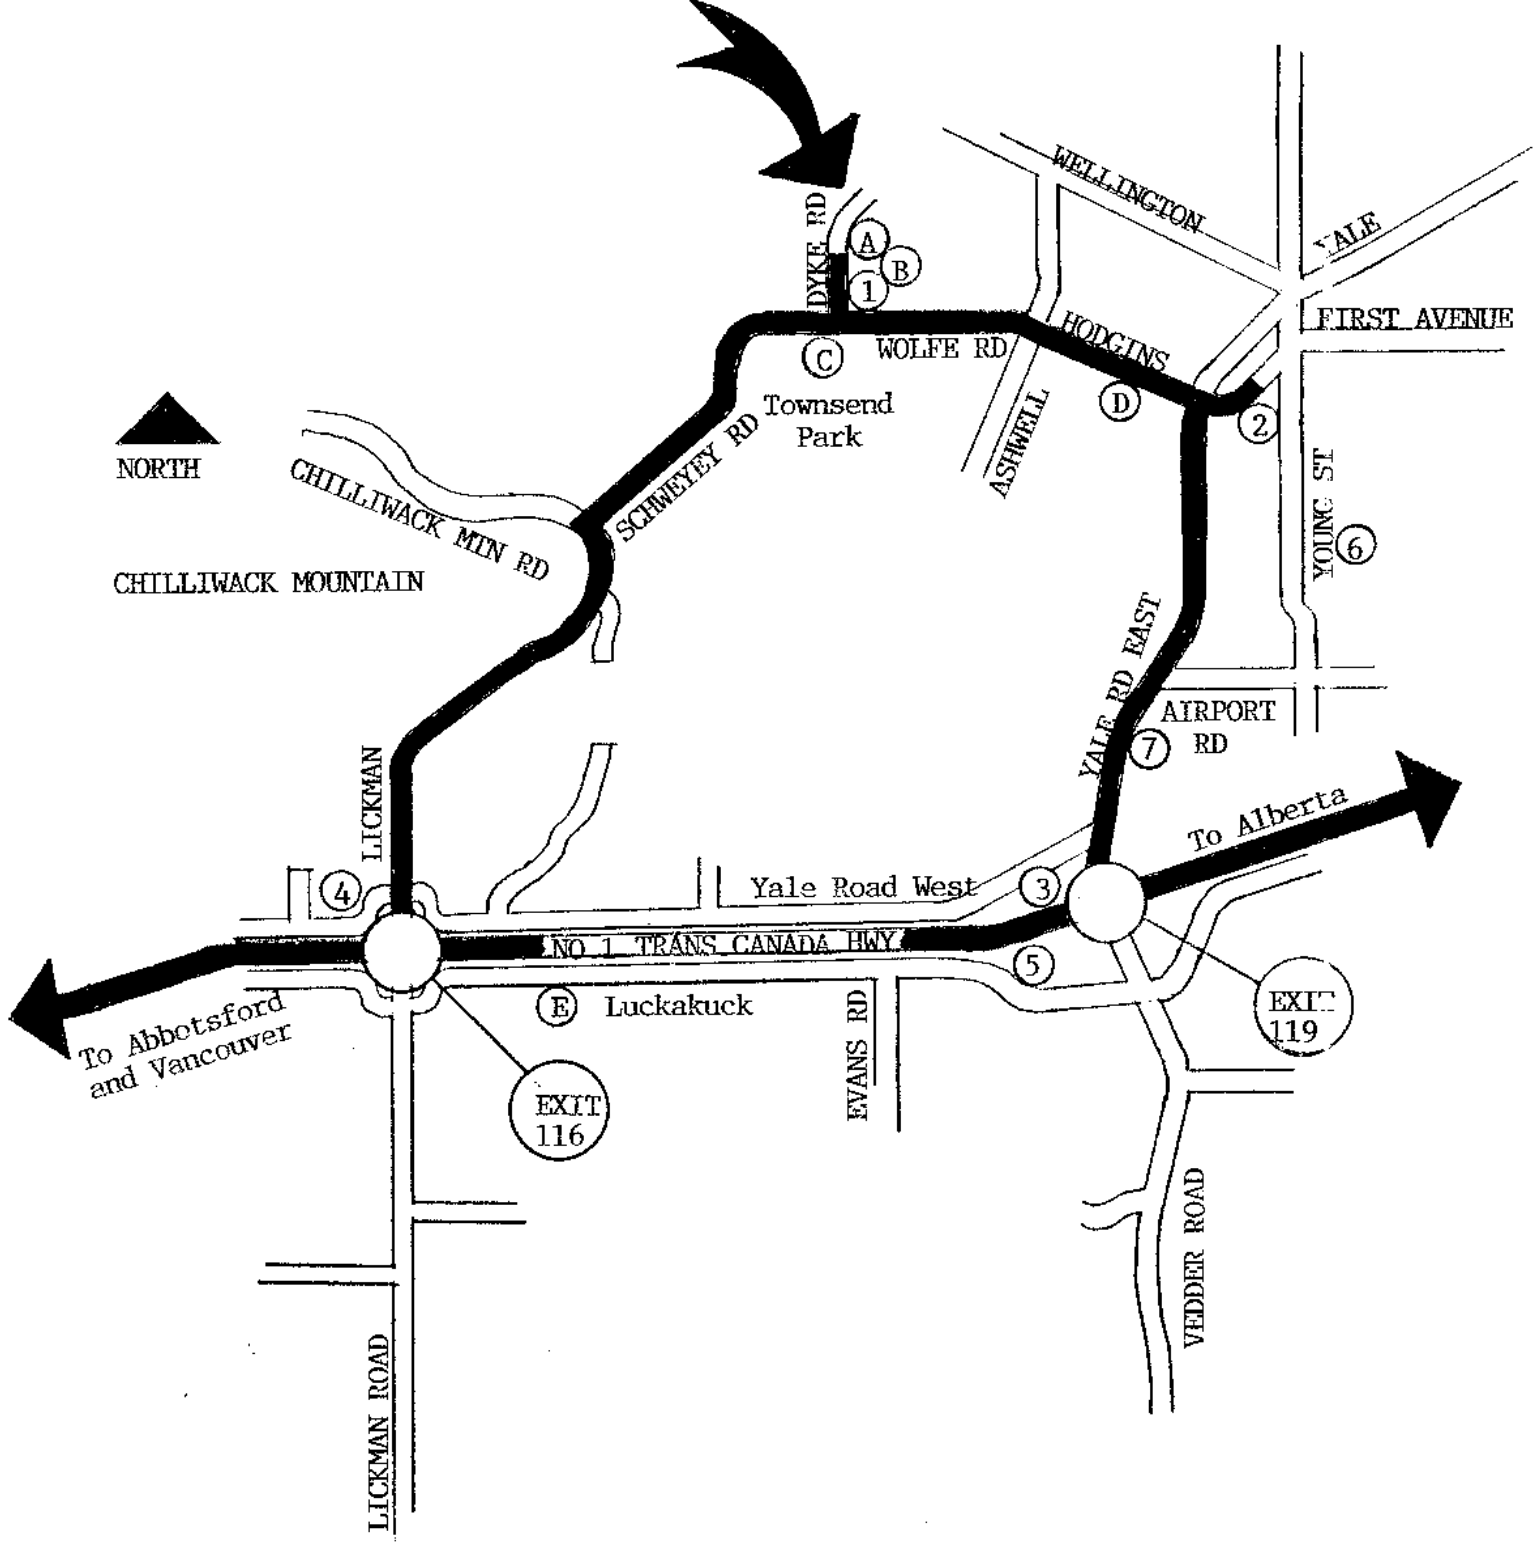 WELLINGTON
YALE
DYKE RD
A
B
1
FIRST AVENUE
HODGINS
WOLFE RD
C
D
2
Townsend
Park
ASHWELL
NORTH
SCHWEYEY RD
CHILLIWACK MTN RD
YOUNG ST
6
CHILLIWACK MOUNTAIN
YALE RD EAST
AIRPORT
RD
7
LICKMAN
To Alberta
4
Yale Road West
3
NO 1 TRANS CANADA HWY
5
E
Luckakuck
EVANS RD
EXIT
119
To Abbotsford
and Vancouver
EXIT
116
VEDDER ROAD
LICKMAN ROAD